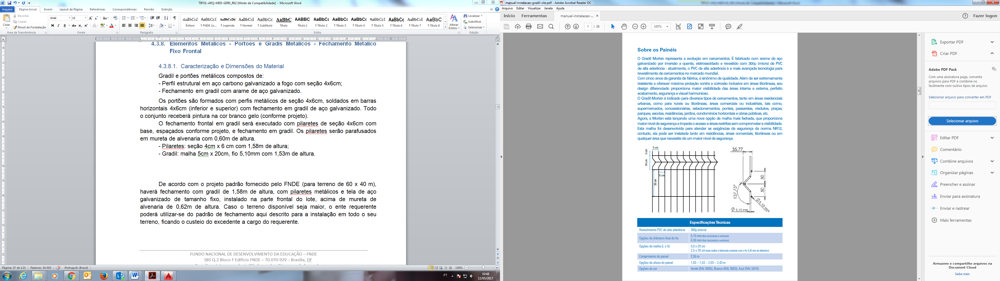 TIPO1-ARQ-MED-GER0_R02 [Modo de Compatibilidade] - Microsoft Word
Arquivo Página Inicial Inserir Layout da Página Referências Correspondências Revisão Exibição
Colar
Recortar
Copiar
Pincel de Formatação
Área de Transferência
Arial 11
Fonte
Parágrafo
AaBbCcL AaBbCcI AaBbCcDd AaBbCcI AaBbCc AaBbC AABBC AaBbCc AaBbCc AaBbCc AaBbCcI AaBbCc AaBbCcI AaBbC
Ênfase ¶ FNDE Lis... ¶ Legenda ¶ Normal ¶ Subtítulo Título Título 1 ¶ Título 2 ¶ Título 3 ¶ Título 4 ¶ Título 5 ¶ Título 6 ¶ Título 7 ¶ Título 8
Estilo
Alterar Estilos
Localizar
Substituir
Selecionar
Edição
4.3.8. Elementos Metálicos - Portões e Gradis Metálicos - Fechamento Metálico
Fixo Frontal
4.3.8.1. Caracterização e Dimensões do Material
Gradil e portões metálicos compostos de:
- Perfil estrutural em aço carbono galvanizado a fogo com seção 4x6cm;
- Fechamento em gradil com arame de aço galvanizado.
Os portões são formados com perfis metálicos de seção 4x6cm, soldados em barras
horizontais 4x6cm (inferior e superior) com fechamento em gradil de aço galvanizado. Todo
o conjunto receberá pintura na cor branco gelo (conforme projeto).
O fechamento frontal em gradil será executado com pilaretes de seção 4x6cm com
base, espaçados conforme projeto, e fechamento em gradil. Os pilaretes serão parafusados
em mureta de alvenaria com 0,60m de altura.
- Pilaretes: seção 4cm x 6 cm com 1,58m de altura;
- Gradil: malha 5cm x 20cm, fio 5,10mm com 1,53m de altura.
De acordo com o projeto padrão fornecido pelo FNDE (para terreno de 60 x 40 m),
haverá fechamento com gradil de 1,58m de altura, com pilaretes metálicos e tela de aço
galvanizado de tamanho fixo, instalado na parte frontal do lote, acima de mureta de
alvenaria de 0,62m de altura. Caso o terreno disponível seja maior, o ente requerente
poderá utilizar-se do padrão de fechamento aqui descrito para a instalação em todo o seu
terreno, ficando o custeio do excedente a cargo do requerente.
FUNDO NACIONAL DE DESENVOLVIMENTO DA EDUCAÇÃO – FNDE
SBS Q.2 Bloco F Edifício FNDE – 70.070-929 – Brasília, DF
Página: 37 de 123 Palavras: 34.505 Português (Brasil) 150%
PT 10:48
12/05/2017
manual-instalacao-gradil-site.pdf - Adobe Acrobat Reader DC
Arquivo Editar Visualizar Janela Ajuda
Início Ferramentas manual-instalacao-... × Fazer logon
7 / 28 105%
Sobre os Painéis
O Gradil Morlan representa a evolução em cercamentos. É fabricado com arame de aço
galvanizado por imersão a quente, eletrossoldado e revestido com 300µ (micra) de PVC
de alta aderência - atualmente, o PVC de alta aderência é a mais avançada tecnologia para
revestimento de cercamentos no mercado mundial.
Com cinco anos de garantia de fábrica, é sinônimo de qualidade. Além de ser extremamente
resistente e oferecer máxima proteção contra a corrosão inclusive em áreas litorâneas, seu
design diferenciado proporciona maior visibilidade das áreas interna e externa, perfeito
acabamento, segurança e visual harmonioso.
O Gradil Morlan é indicado para diversos tipos de cercamentos, tanto em áreas residenciais
urbanas, como para rurais ou litorâneas, áreas comerciais ou industriais, tais como,
supermercados, concessionárias, estacionamentos, pontes, passarelas, viadutos, praças,
parques, escolas, residências, jardins, condomínios horizontais e obras públicas, etc.
Agora, a Morlan está lançando uma nova opção de malha mais fechada, que proporciona
maior nível de segurança e impede o acesso a áreas restritas sem comprometer a visibilidade.
Esta malha foi desenvolvida para atender as exigências de segurança da norma NR12,
contudo, ela pode ser instalada tanto em residências, áreas comerciais, litorâneas ou em
qualquer área que necessite de um maior nível de segurança.
5 cm
3 cm
10 cm
5 cm
20 cm
35,77
50
50
137,75°
Ø5,10 mm
Ø 5,10 mm
Especificações Técnicas
Revestimento PVC de alta aderência 300µ (micra)
Opções de diâmetro final do fio 5,10 mm (fios horizontais e verticais)
4,30 mm (fios horizontais e verticais)
Opções de malha (L x H) 5,0 x 20 cm
2,5 x 20 cm (esta malha é fabricada somente com o fio 4,30 mm de diâmetro)
Comprimento do painel 2,50 m
Opções de altura do painel 1,03 – 1,53 – 2,03 – 2,43 m
Opções de cor Verde (RAL 6005), Branco (RAL 9003), Azul (RAL 5010)
Exportar PDF
Criar PDF
Adobe PDF Pack
Com uma assinatura paga, converta
arquivos para PDF e combine-os
facilmente com outros tipos de arquivo
Selecionar arquivo para converter em PDF
Selecionar arquivo
Editar PDF
Comentário
Combine arquivos
Organizar páginas
Preencher e assinar
Enviar para assinatura
Enviar e rastrear
Mais ferramentas
Armazene e compartilhe arquivos na
Document Cloud
Saiba mais